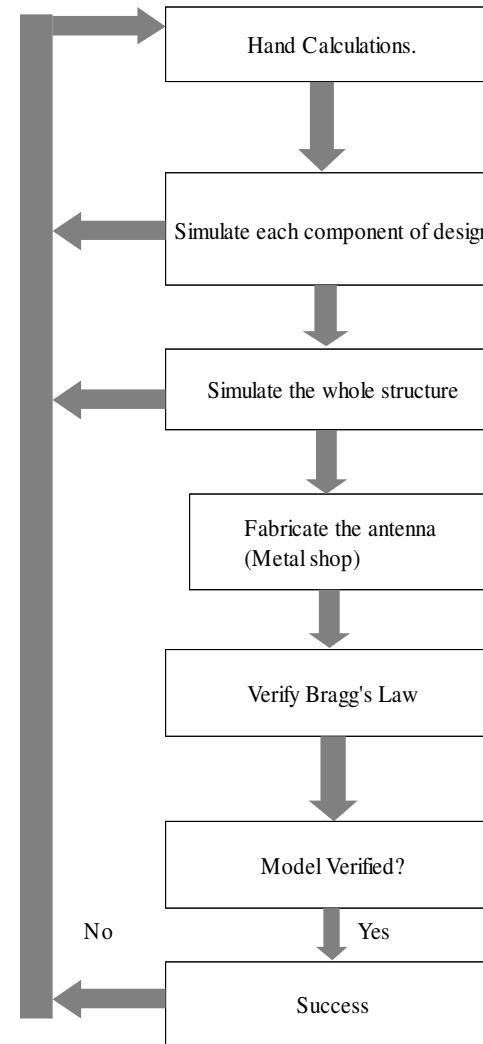 Hand Calculations.
Simulate each component of design
Simulate the whole structure
Fabricate the antenna
(Metal shop)
Verify Bragg's Law
Model Verified?
No
Yes
Success